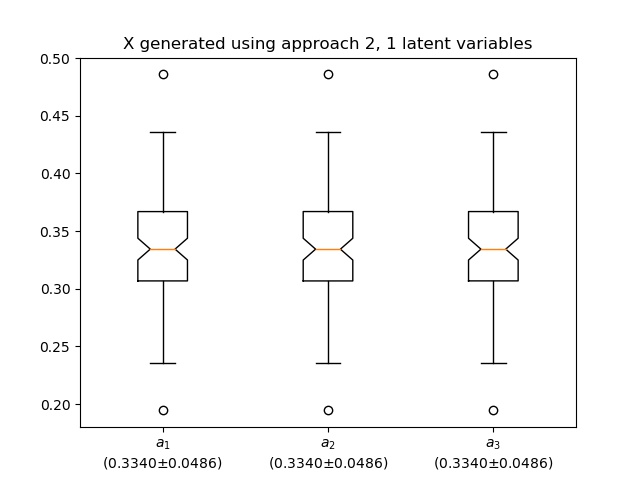 X generated using approach 2, 1 latent variables
0.50
0.45
0.40
0.35
0.30
0.25
0.20
a₁ a₂ a₃
(0.3340±0.0486) (0.3340±0.0486) (0.3340±0.0486)